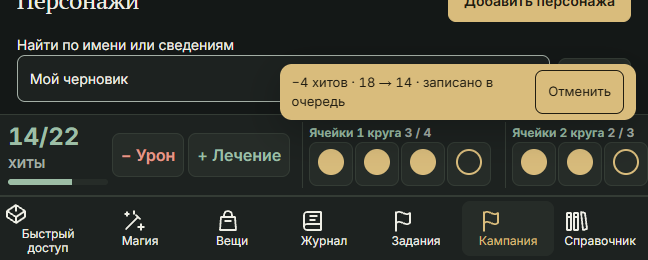 Персонажи
Добавить персонажа
Найти по имени или сведениям
Мой черновик
−4 хитов · 18 → 14 · записано в
очередь
Отменить
14/22
хиты
− Урон
+ Лечение
Ячейки 1 круга 3 / 4
Ячейки 2 круга 2 / 3
Быстрый
доступ
Магия
Вещи
Журнал
Задания
Кампания
Справочник